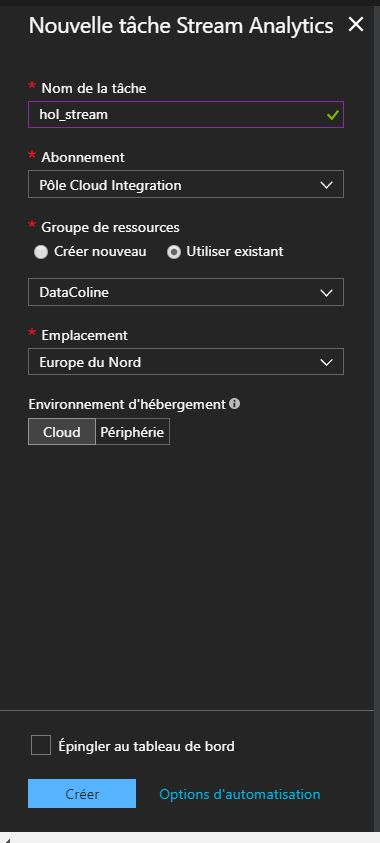 Nouvelle tâche Stream Analytics
* Nom de la tâche
hol_stream
* Abonnement
Pôle Cloud Integration
* Groupe de ressources
Créer nouveau Utiliser existant
DataColine
* Emplacement
Europe du Nord
Environnement d'hébergement
Cloud Périphérie
Épingler au tableau de bord
Créer Options d'automatisation